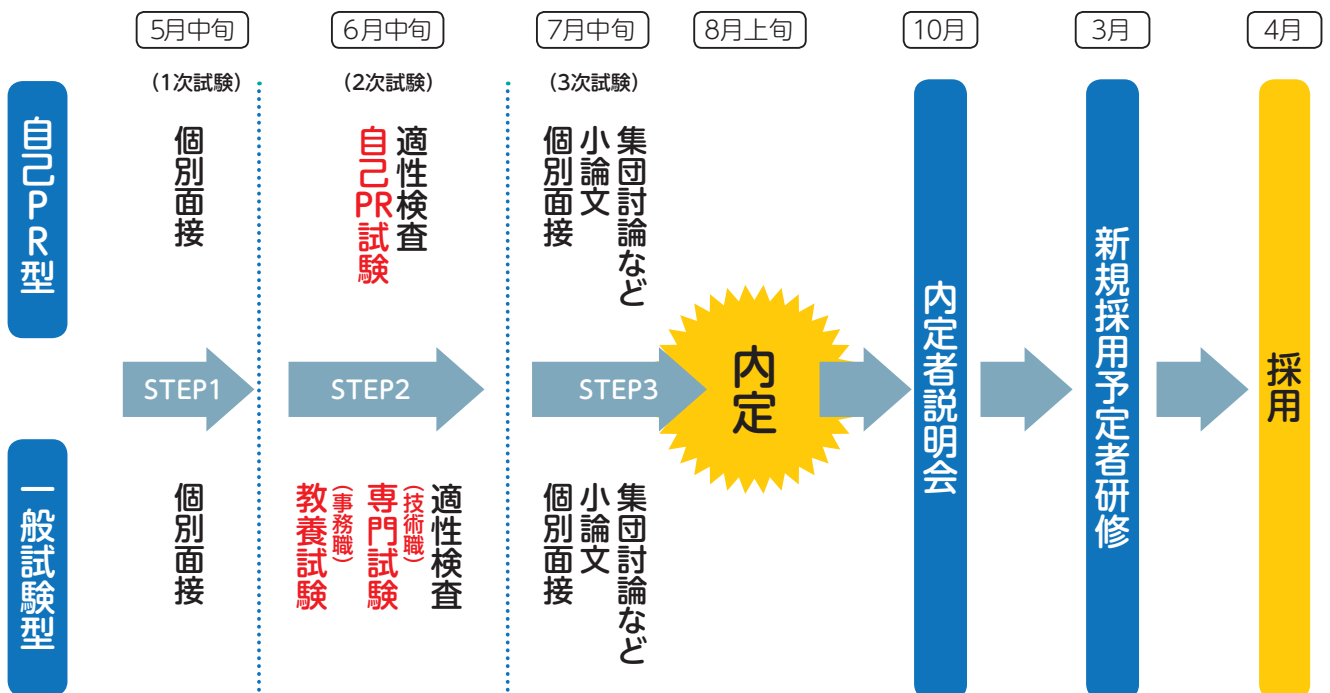 5月中旬
6月中旬
7月中旬
8月上旬
10月
3月
4月
(1次試験)
(2次試験)
(3次試験)
自己PR型
個別面接
適性検査
自己PR試験
集団討論など
小論文
個別面接
STEP1
STEP2
STEP3
内定
内定者説明会
新規採用予定者研修
採用
一般試験型
個別面接
適性検査
専門試験
(技術職)
教養試験
(事務職)
集団討論など
小論文
個別面接